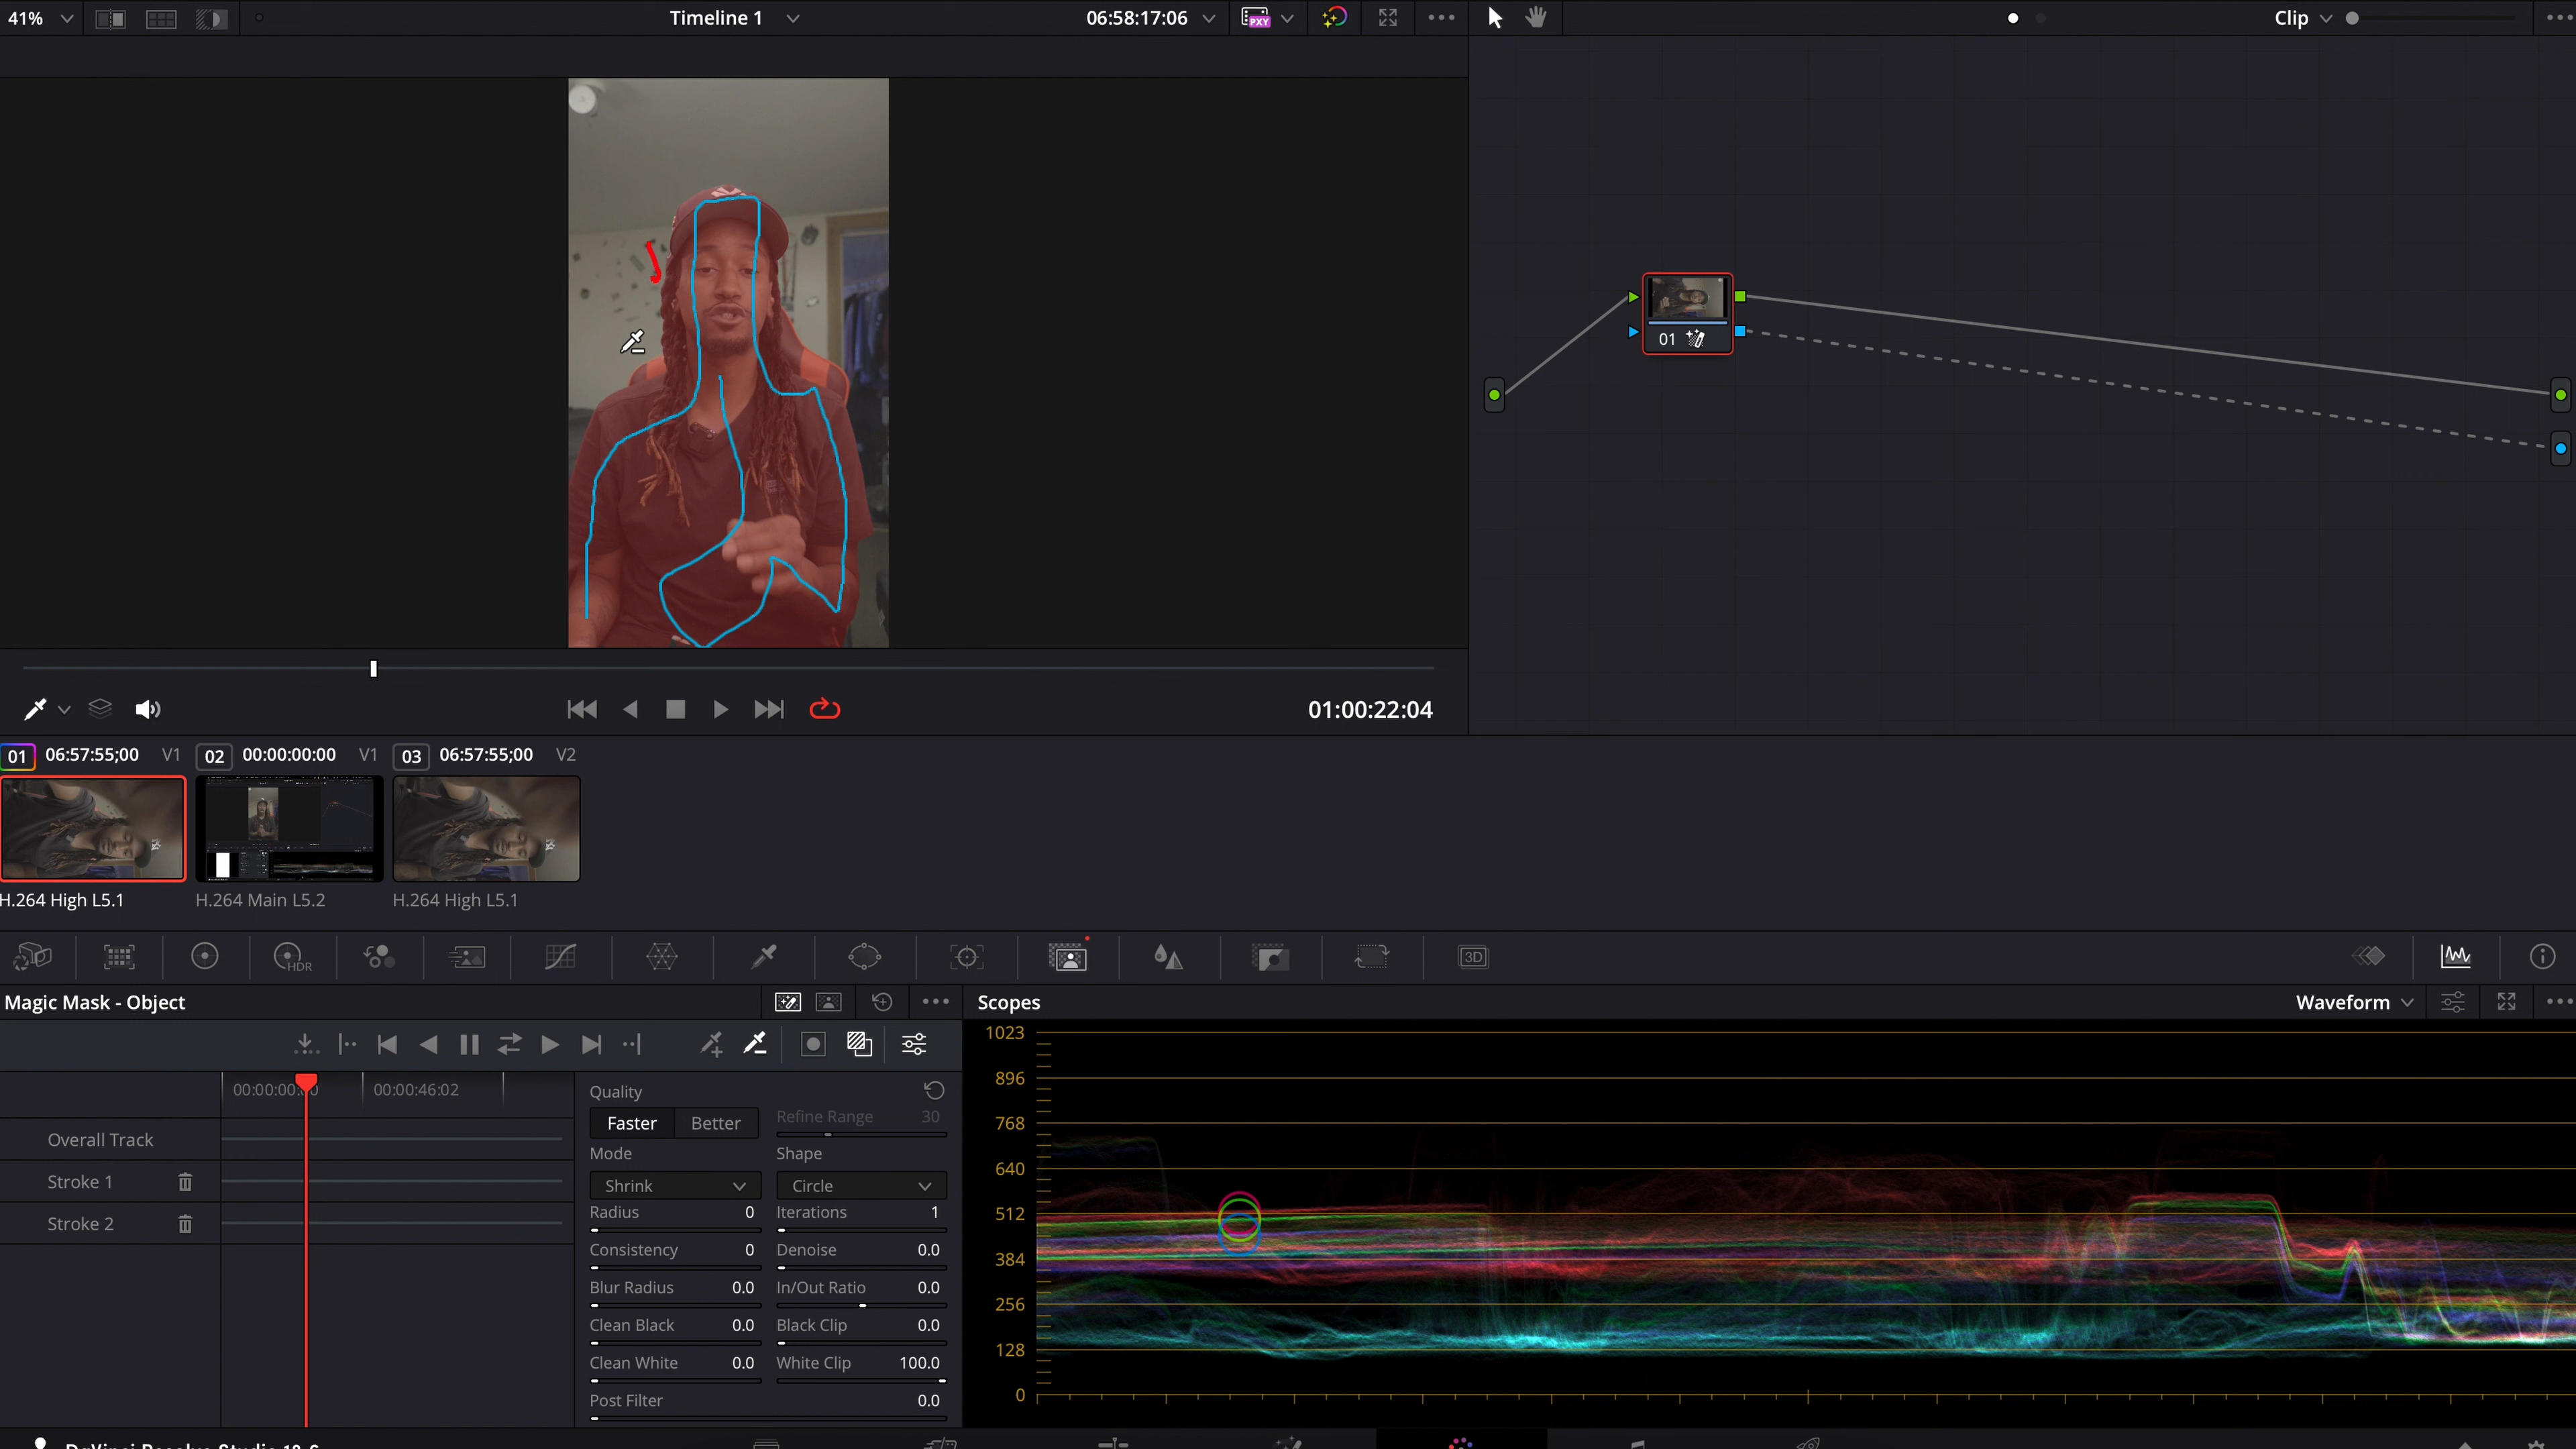 41%
Timeline 1
06:58:17:06
PXY
Clip
01
01:00:22:04
01 06:57:55;00 V1 02 00:00:00:00 V1 03 06:57:55;00 V2
H.264 High L5.1 H.264 Main L5.2 H.264 High L5.1
HDR
3D
Magic Mask - Object
Scopes
Waveform
00:00:46:02
Overall Track
Stroke 1
Stroke 2
Quality
Faster Better Refine Range 30
Mode Shape
Shrink Circle
Radius 0 Iterations 1
Consistency 0 Denoise 0.0
Blur Radius 0.0 In/Out Ratio 0.0
Clean Black 0.0 Black Clip 0.0
Clean White 0.0 White Clip 100.0
Post Filter 0.0
1023
896
768
640
512
384
256
128
0
DaVinci Resolve Studio 18.6